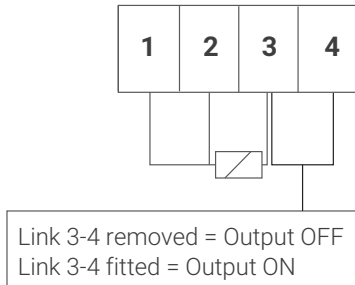 1 2 3 4
Link 3-4 removed = Output OFF
Link 3-4 fitted = Output ON